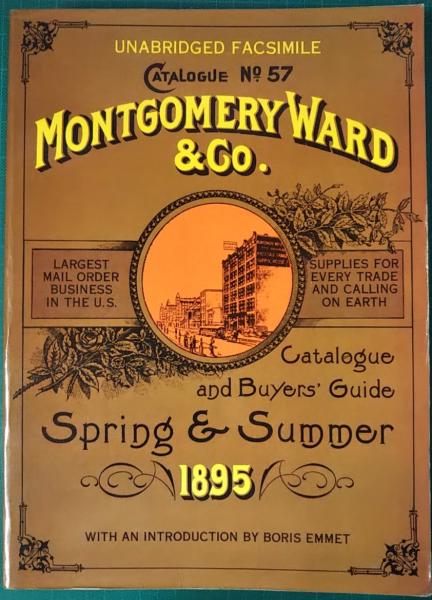 UNABRIDGED FACSIMILE
CATALOGUE Nº 57
MONTGOMERY WARD
& CO.
LARGEST
MAIL ORDER
BUSINESS
IN THE U.S.
SUPPLIES FOR
EVERY TRADE
AND CALLING
ON EARTH
Catalogue
and Buyers' Guide
Spring & Summer
1895
WITH AN INTRODUCTION BY BORIS EMMET